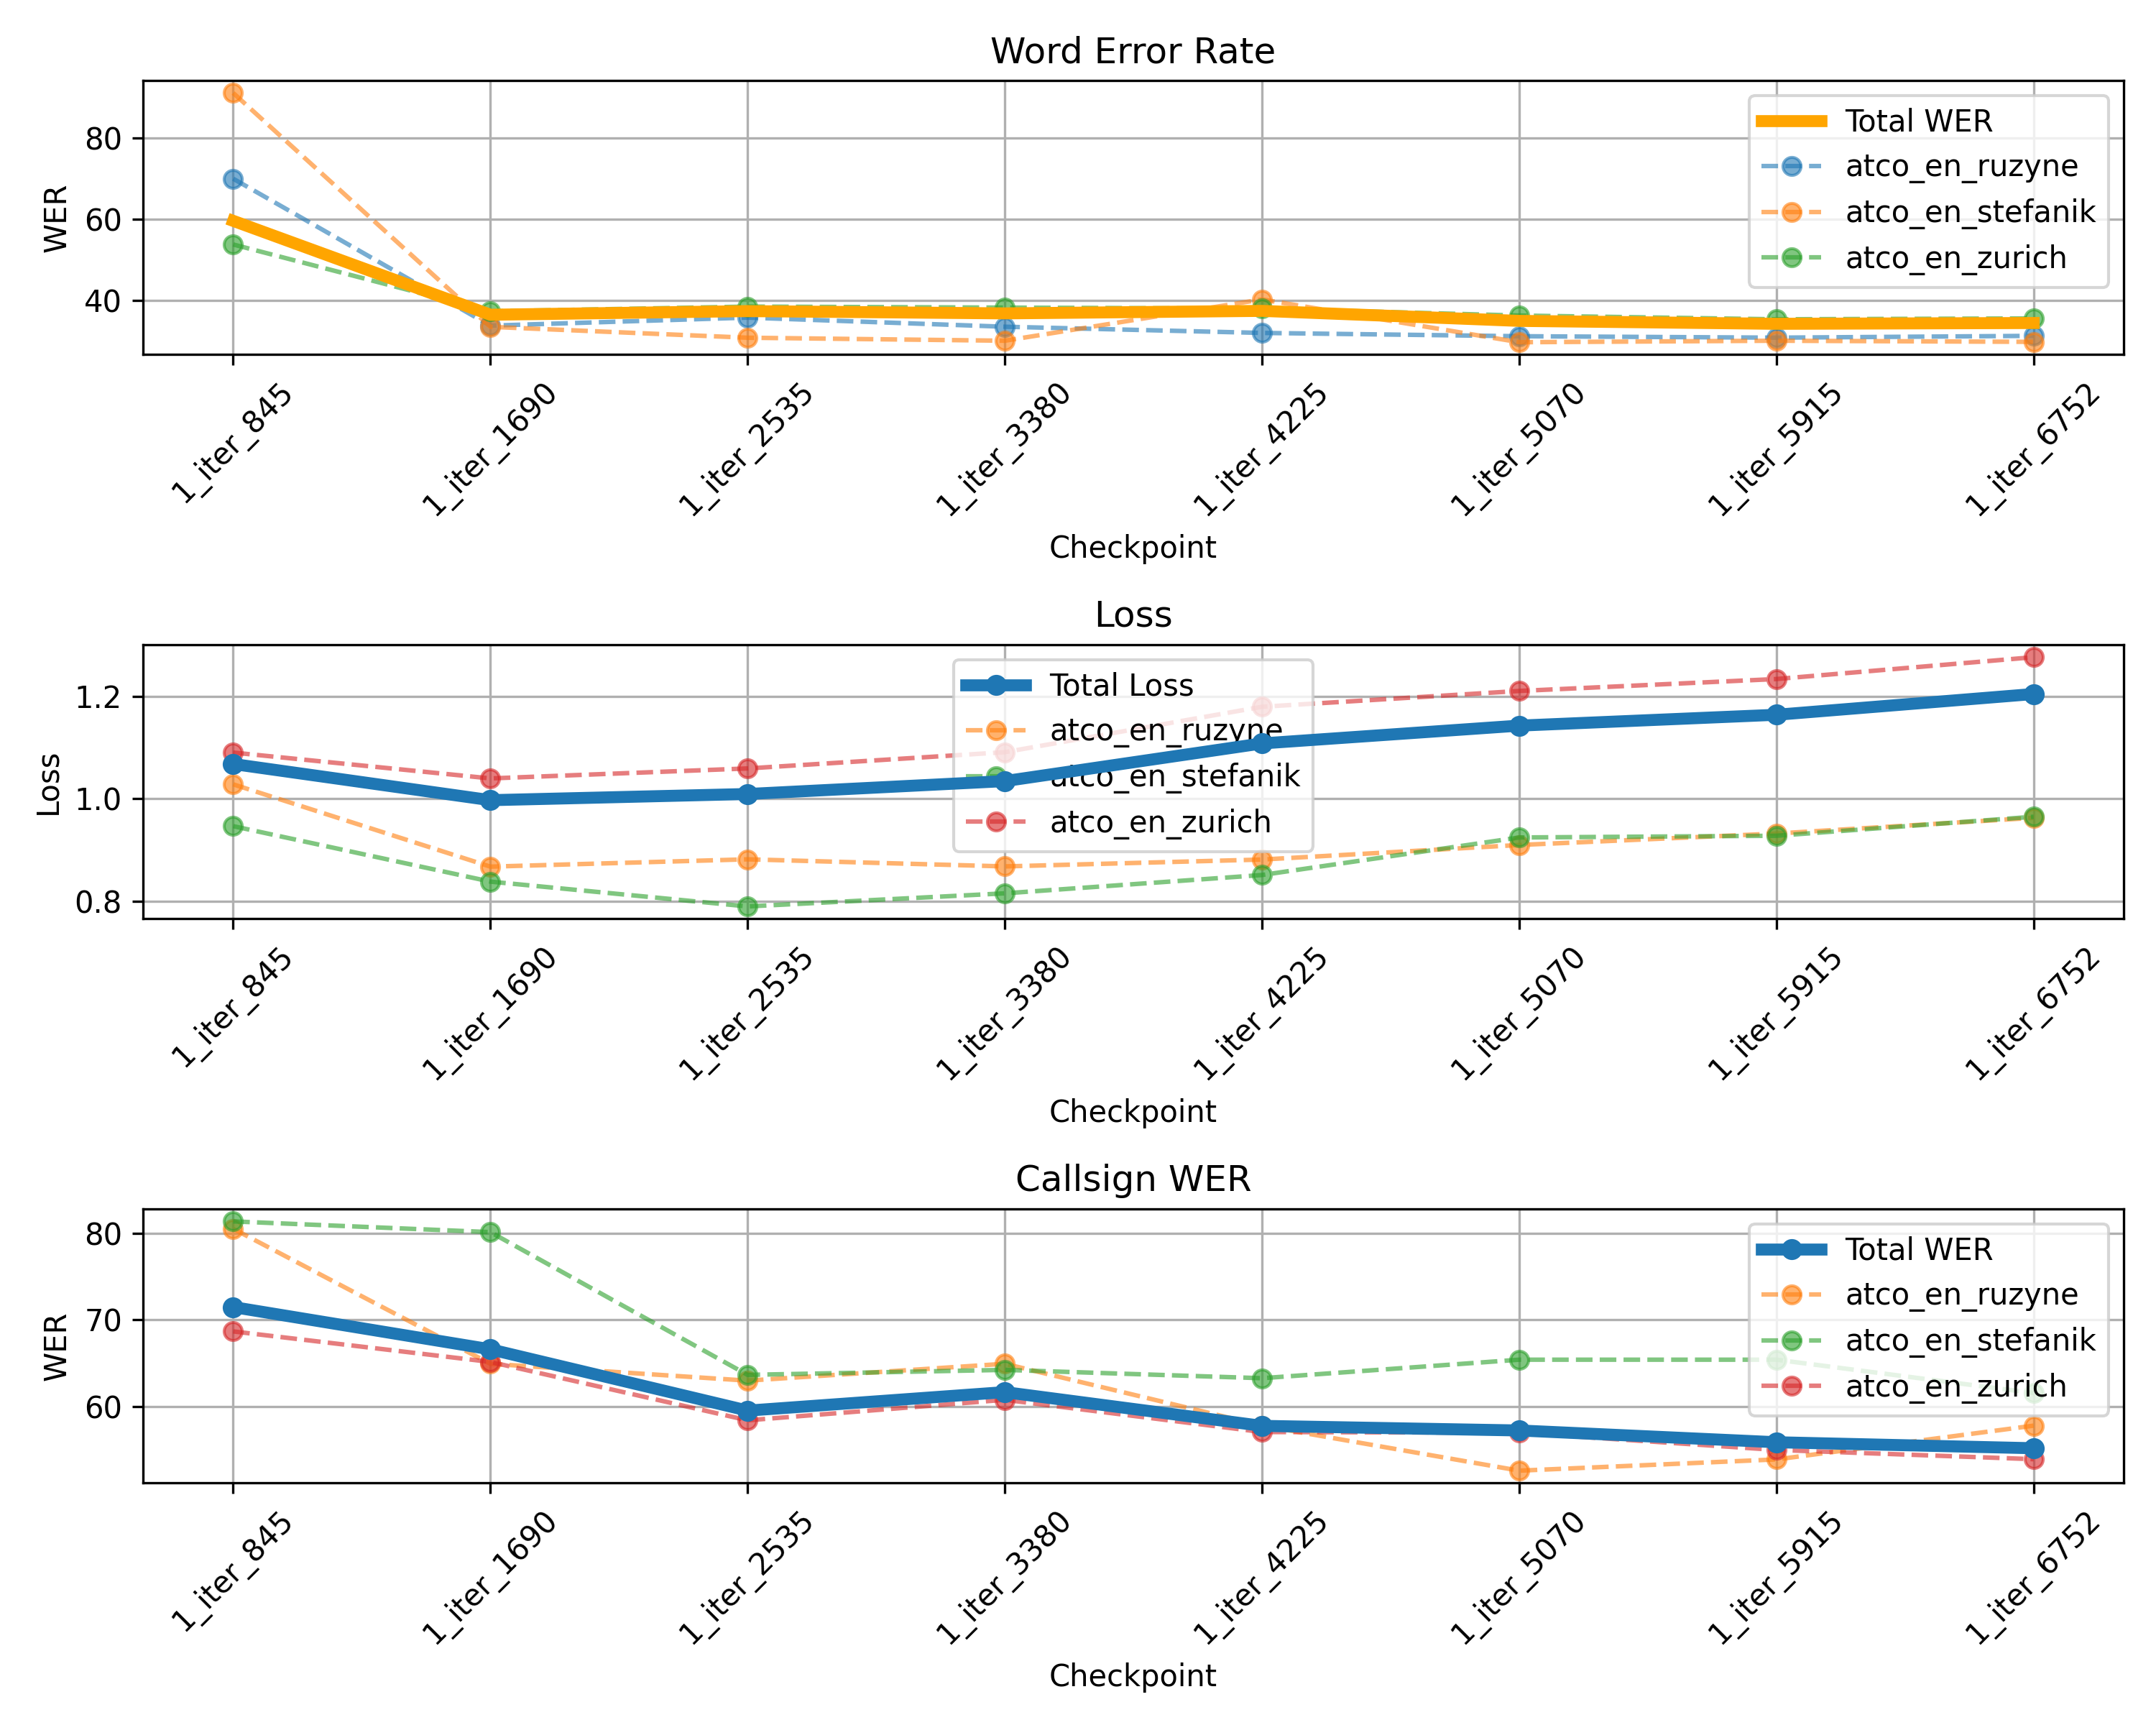 Word Error Rate
WER
80
60
40
Total WER
atco_en_ruzyne
atco_en_stefanik
atco_en_zurich
1_iter_845
1_iter_1690
1_iter_2535
1_iter_3380
1_iter_4225
1_iter_5070
1_iter_5915
1_iter_6752
Checkpoint
Loss
Loss
1.2
1.0
0.8
Total Loss
atco_en_ruzyne
atco_en_stefanik
atco_en_zurich
1_iter_845
1_iter_1690
1_iter_2535
1_iter_3380
1_iter_4225
1_iter_5070
1_iter_5915
1_iter_6752
Checkpoint
Callsign WER
WER
80
70
60
Total WER
atco_en_ruzyne
atco_en_stefanik
atco_en_zurich
1_iter_845
1_iter_1690
1_iter_2535
1_iter_3380
1_iter_4225
1_iter_5070
1_iter_5915
1_iter_6752
Checkpoint